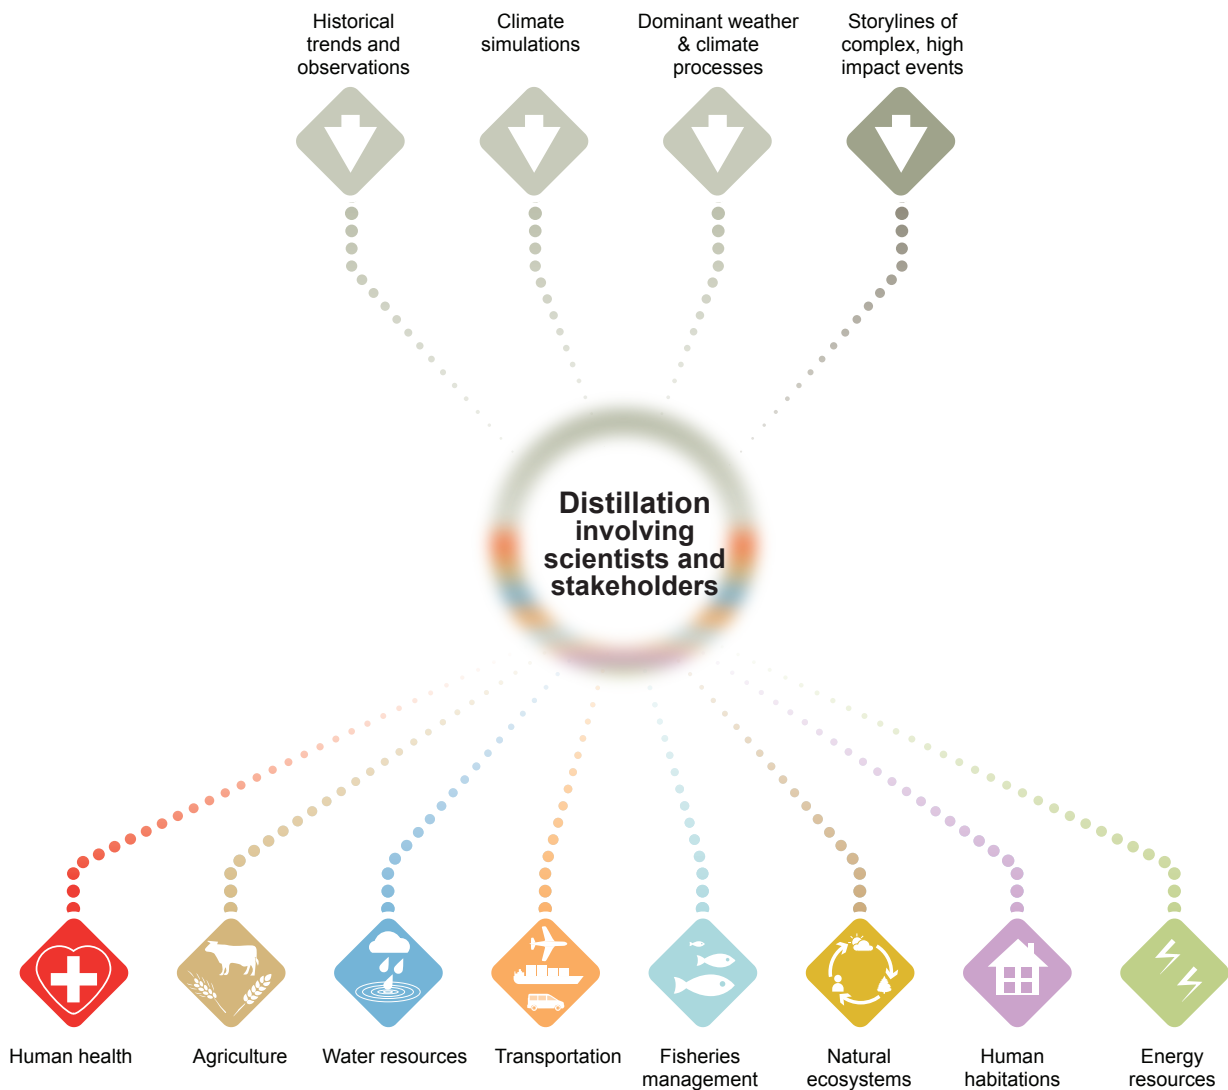 Historical
trends and
observations
Climate
simulations
Dominant weather
& climate
processes
Storylines of
complex, high
impact events
Distillation
involving
scientists and
stakeholders
Human health
Agriculture
Water resources
Transportation
Fisheries
management
Natural
ecosystems
Human
habitations
Energy
resources